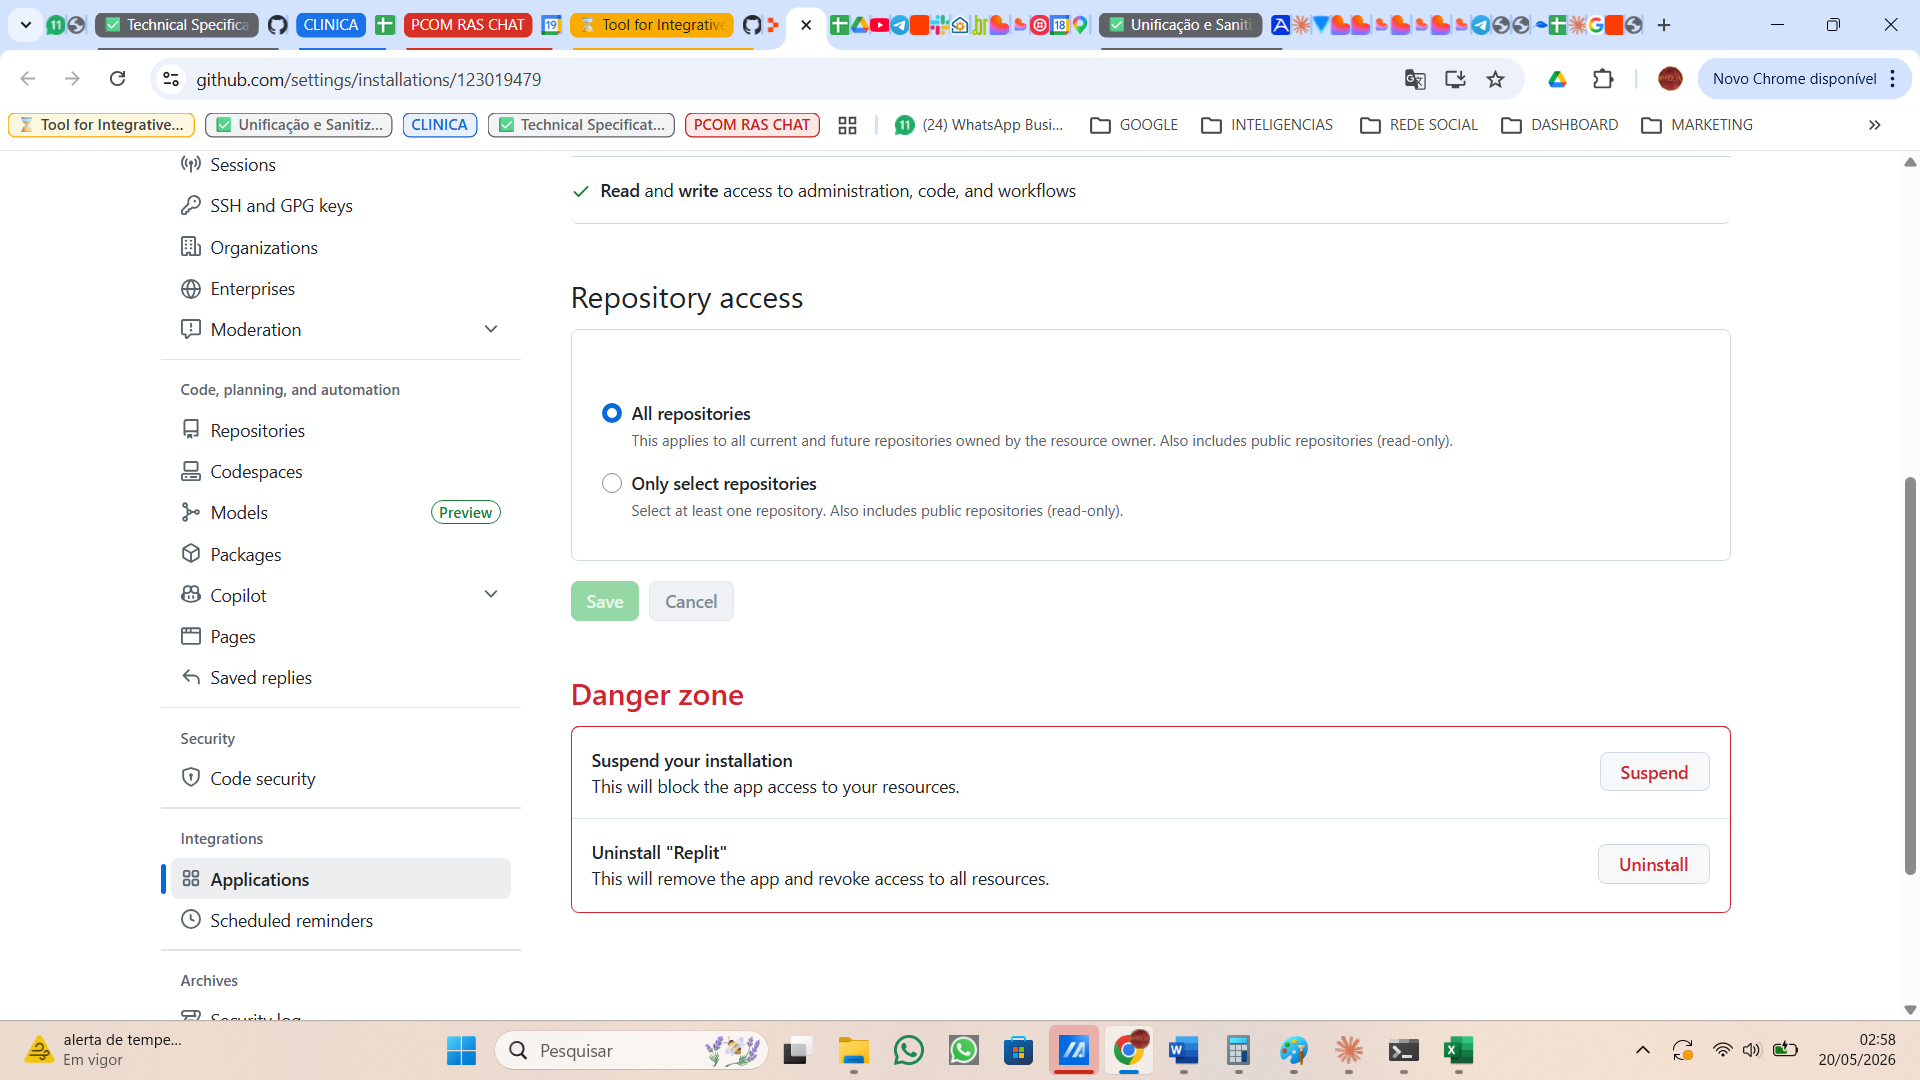 11
Technical Specifica
CLINICA
PCOM RAS CHAT
19
Tool for Integrative
18
Unificação e Saniti
github.com/settings/installations/123019479
Novo Chrome disponível
Tool for Integrative...
Unificação e Sanitiz...
CLINICA
Technical Specificat...
PCOM RAS CHAT
11
(24) WhatsApp Busi...
GOOGLE
INTELIGENCIAS
REDE SOCIAL
DASHBOARD
MARKETING
»
Sessions
SSH and GPG keys
Organizations
Enterprises
Moderation
Code, planning, and automation
Repositories
Codespaces
Models
Preview
Packages
Copilot
Pages
Saved replies
Security
Code security
Integrations
Applications
Scheduled reminders
Archives
Security log
Read and write access to administration, code, and workflows
Repository access
All repositories
This applies to all current and future repositories owned by the resource owner. Also includes public repositories (read-only).
Only select repositories
Select at least one repository. Also includes public repositories (read-only).
Save
Cancel
Danger zone
Suspend your installation
This will block the app access to your resources.
Suspend
Uninstall "Replit"
This will remove the app and revoke access to all resources.
Uninstall
alerta de tempe...
Em vigor
Pesquisar
02:58
20/05/2026